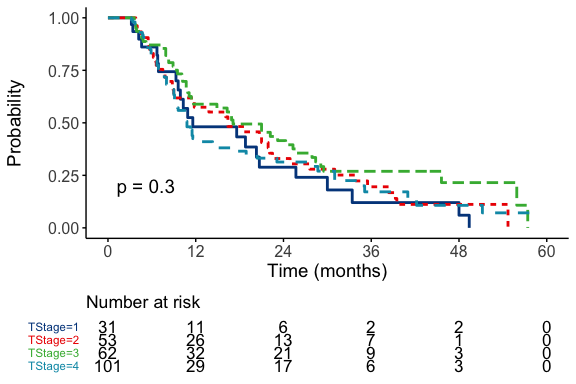 1.00
0.75
0.50
0.25
0.00
Probability
p = 0.3
0 12 24 36 48 60
Time (months)
Number at risk
TStage=1 31 11 6 2 2 0
TStage=2 53 26 13 7 1 0
TStage=3 62 32 21 9 3 0
TStage=4 101 29 17 6 3 0